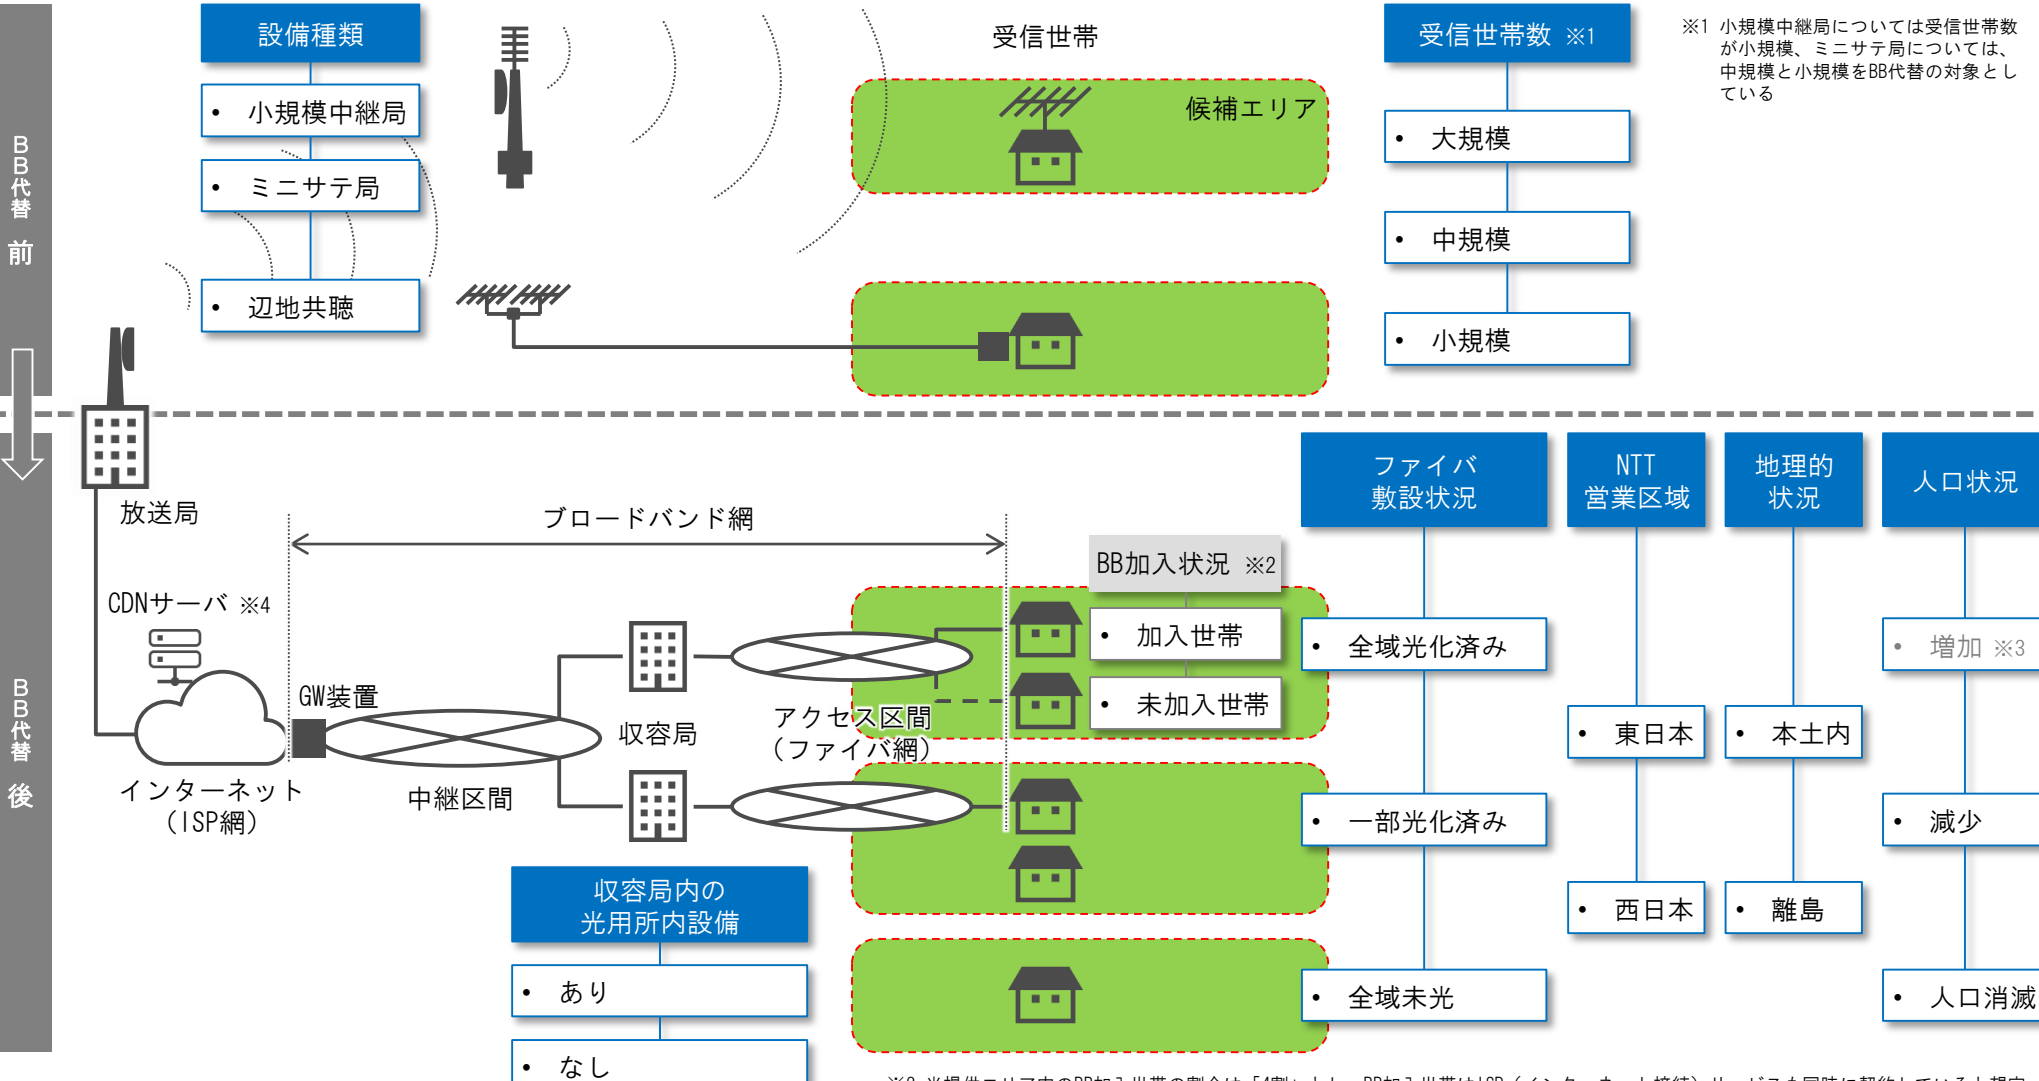 BB代替 前
設備種類
• 小規模中継局
• ミニサテ局
• 辺地共聴
受信世帯
候補エリア
受信世帯数 ※1
• 大規模
• 中規模
• 小規模
※1 小規模中継局については受信世帯数
が小規模、ミニサテ局については、
中規模と小規模をBB代替の対象とし
ている
BB代替 後
放送局
ブロードバンド網
CDNサーバ ※4
GW装置
インターネット
(ISP網)
中継区間
収容局
アクセス区間
(ファイバ網)
BB加入状況 ※2
• 加入世帯
• 未加入世帯
収容局内の
光用所内設備
• あり
• なし
ファイバ
敷設状況
• 全域光化済み
• 一部光化済み
• 全域未光
NTT
営業区域
• 東日本
• 西日本
地理的
状況
• 本土内
• 離島
人口状況
• 増加 ※3
• 減少
• 人口消滅